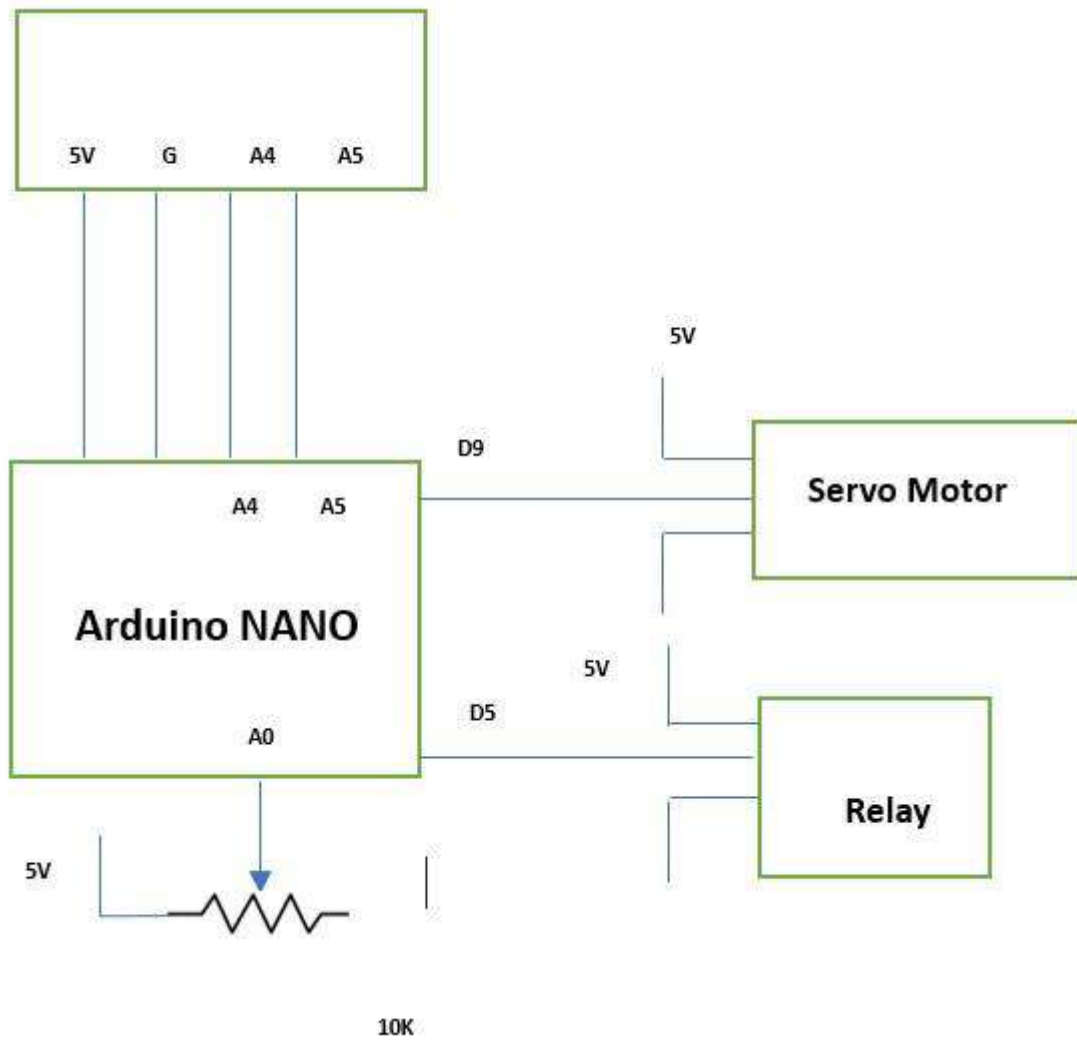 5V G A4 A5
5V
D9
Servo Motor
A4 A5
Arduino NANO
5V
D5
A0
Relay
5V
10K